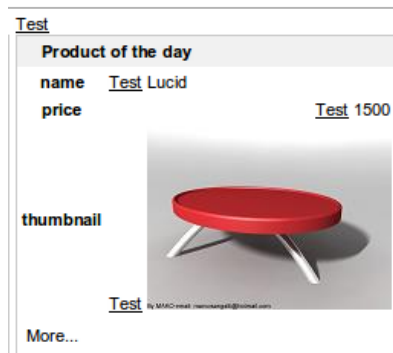 Test
Product of the day
name Test Lucid
price Test 1500
thumbnail
Test
More...